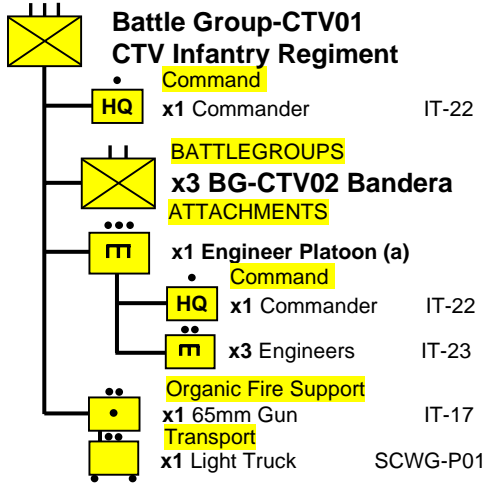 Battle Group-CTV01
CTV Infantry Regiment
Command
HQ x1 Commander IT-22
BATTLEGROUPS
x3 BG-CTV02 Bandera
ATTACHMENTS
x1 Engineer Platoon (a)
Command
HQ x1 Commander IT-22
x3 Engineers IT-23
Organic Fire Support
x1 65mm Gun IT-17
Transport
x1 Light Truck SCWG-P01